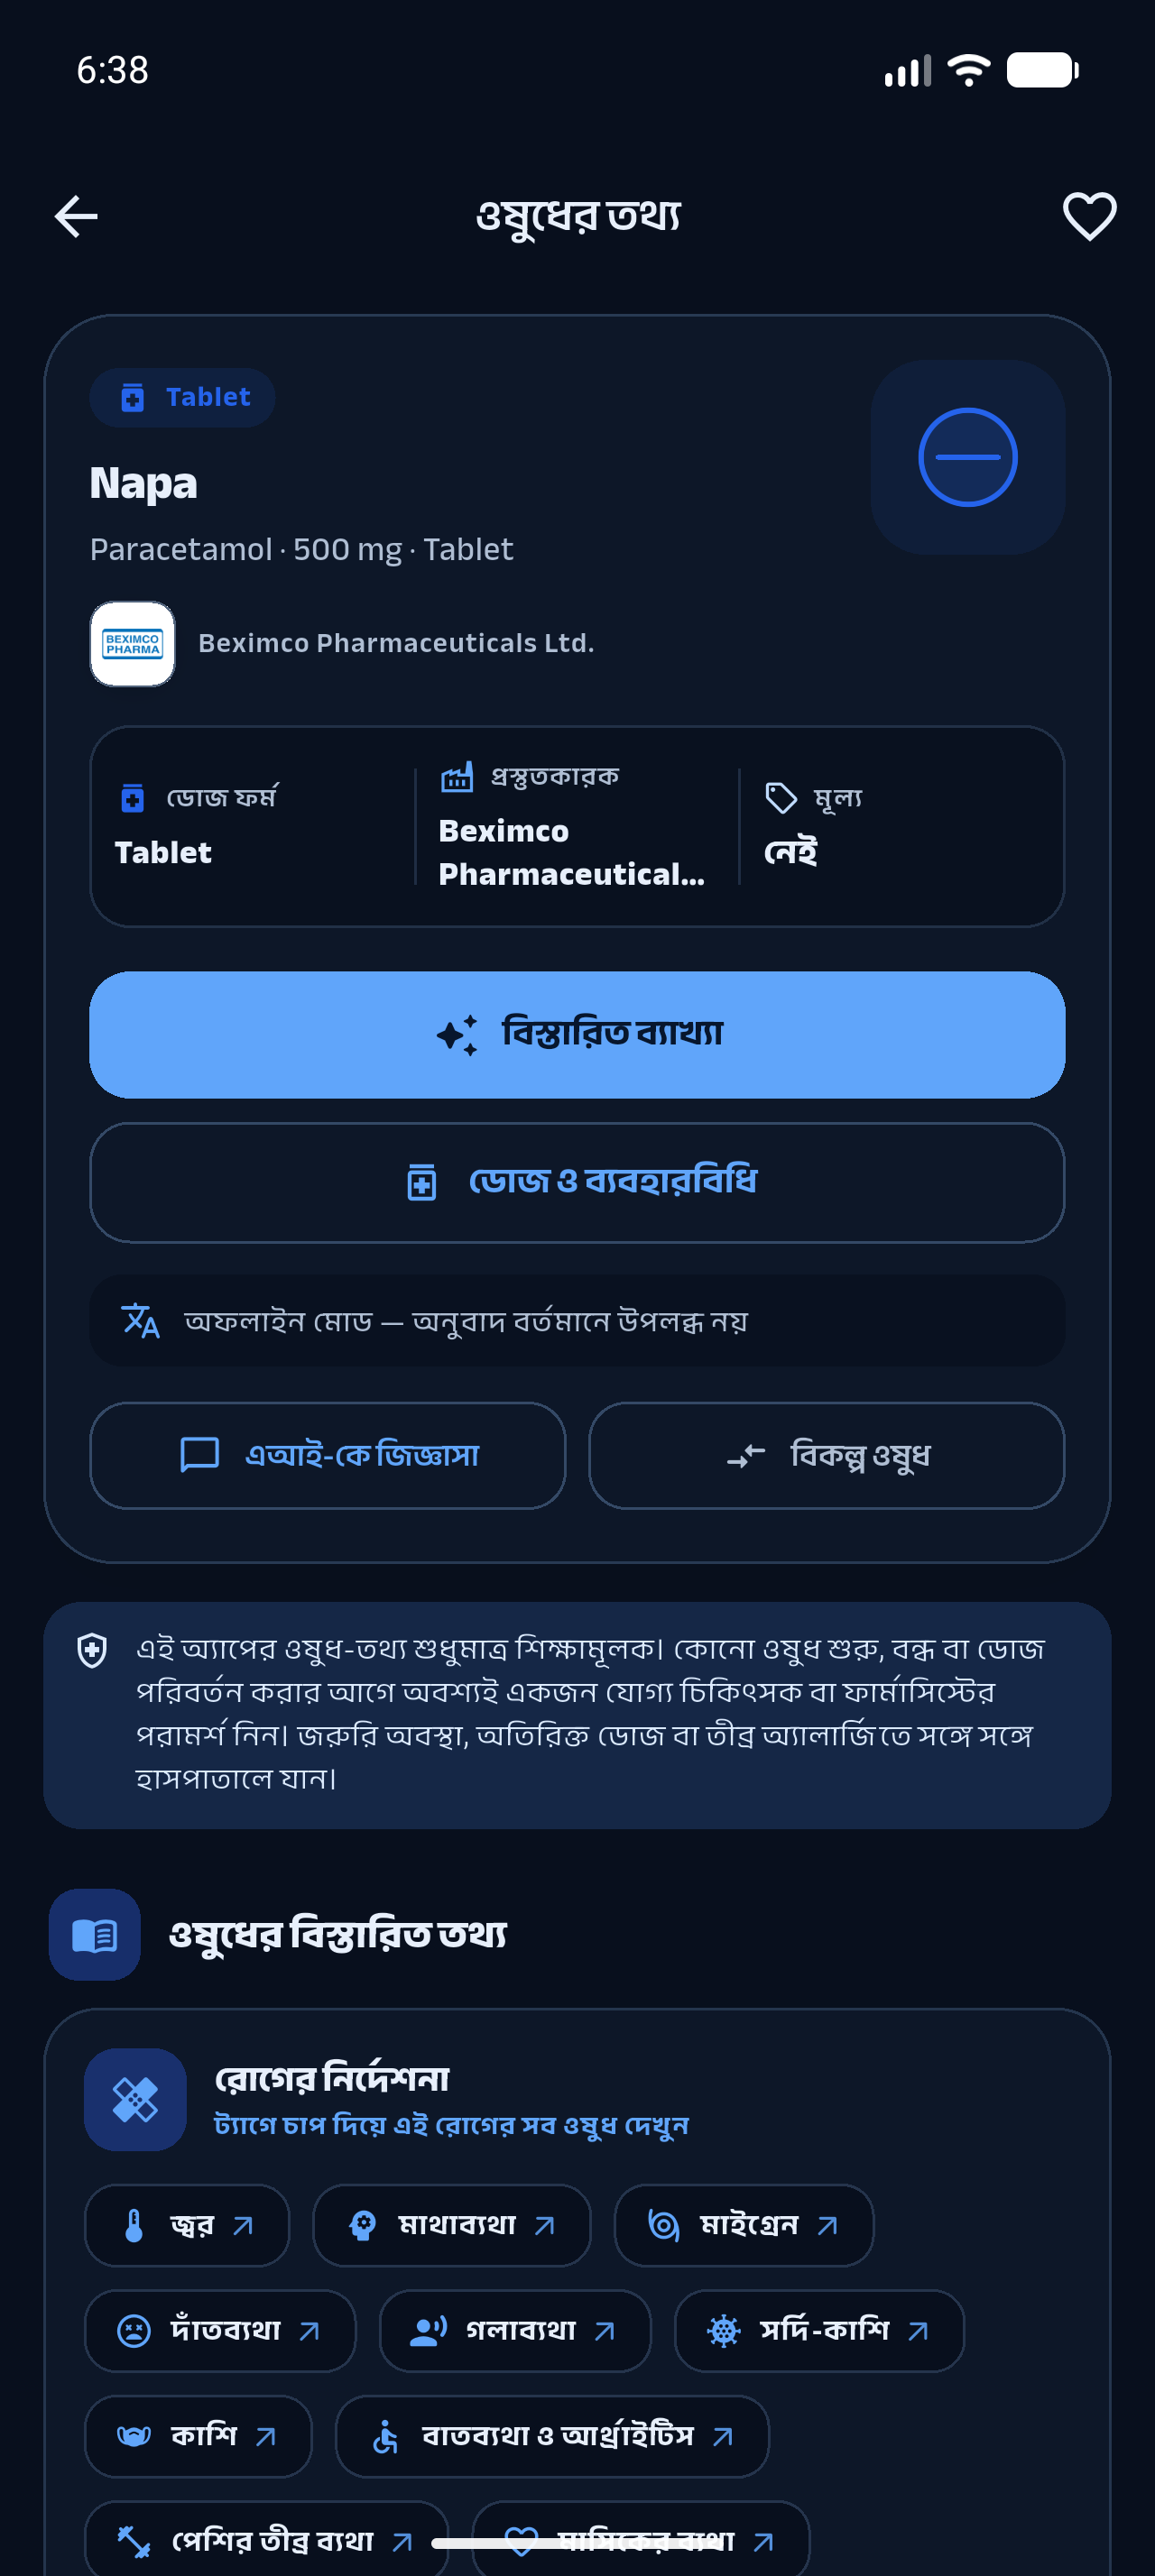 6:38
ওষুধের তথ্য
Tablet
Napa
Paracetamol · 500 mg · Tablet
BEXIMCO
PHARMA
Beximco Pharmaceuticals Ltd.
ডোজ ফর্ম
Tablet
প্রস্তুতকারক
Beximco
Pharmaceutical...
মূল্য
নেই
বিস্তারিত ব্যাখ্যা
ডোজ ও ব্যবহারবিধি
অফলাইন মোড — অনুবাদ বর্তমানে উপলব্ধ নয়
এআই-কে জিজ্ঞাসা
বিকল্প ওষুধ
এই অ্যাপের ওষুধ-তথ্য শুধুমাত্র শিক্ষামূলক। কোনো ওষুধ শুরু, বন্ধ বা ডোজ
পরিবর্তন করার আগে অবশ্যই একজন যোগ্য চিকিৎসক বা ফার্মাসিস্টের
পরামর্শ নিন। জরুরি অবস্থা, অতিরিক্ত ডোজ বা তীব্র অ্যালার্জিতে সঙ্গে সঙ্গে
হাসপাতালে যান।
ওষুধের বিস্তারিত তথ্য
রোগের নির্দেশনা
ট্যাগে চাপ দিয়ে এই রোগের সব ওষুধ দেখুন
জ্বর
মাথাব্যথা
মাইগ্রেন
দাঁতব্যথা
গলাব্যথা
সর্দি-কাশি
কাশি
বাতব্যথা ও আর্থ্রাইটিস
পেশির তীব্র ব্যথা
মাসিকের ব্যথা